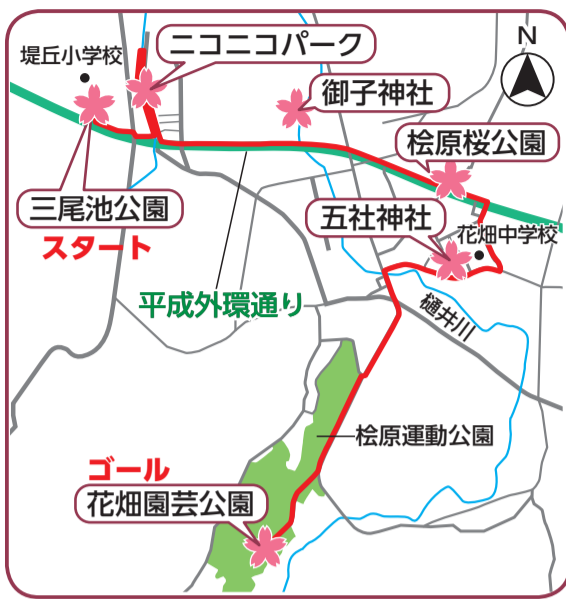 堤丘小学校
ニコニコパーク
N
御子神社
桧原桜公園
三尾池公園
スタート
五社神社
花畑中学校
平成外環通り
樋井川
桧原運動公園
ゴール
花畑園芸公園